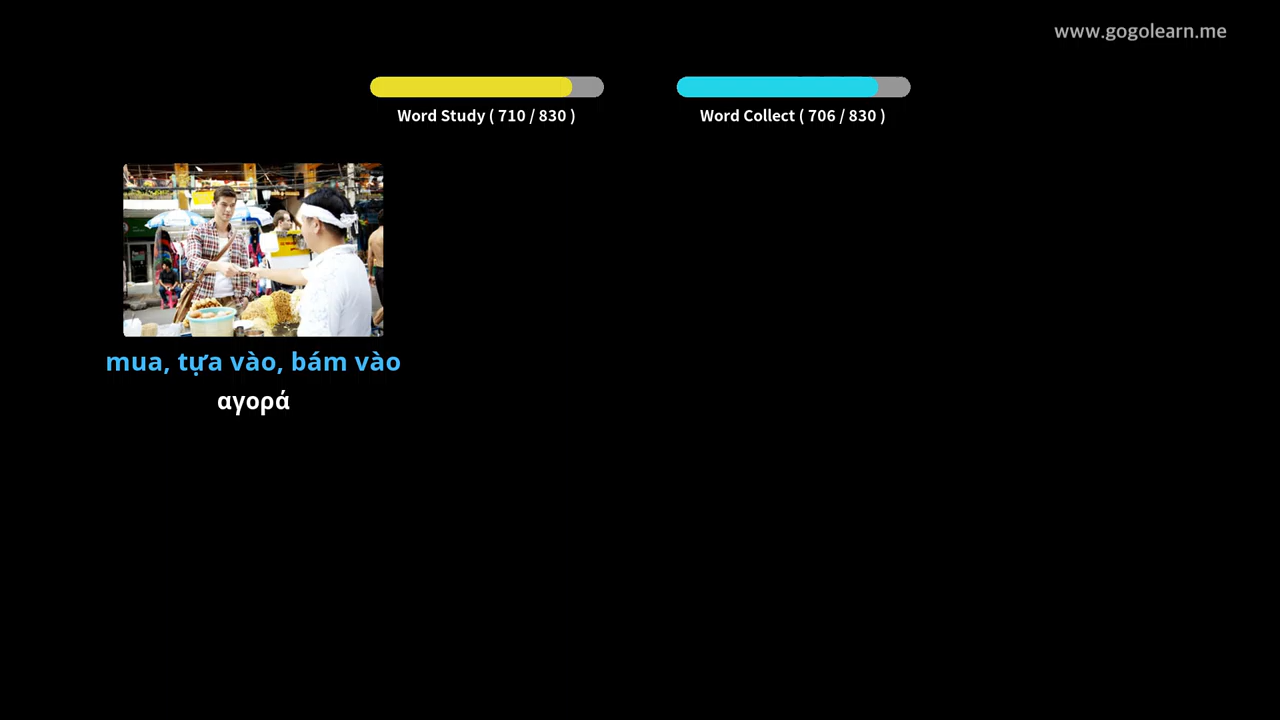 www.gogolearn.me
Word Study ( 710 / 830 )
Word Collect ( 706 / 830 )
mua, tựa vào, bám vào
αγορά